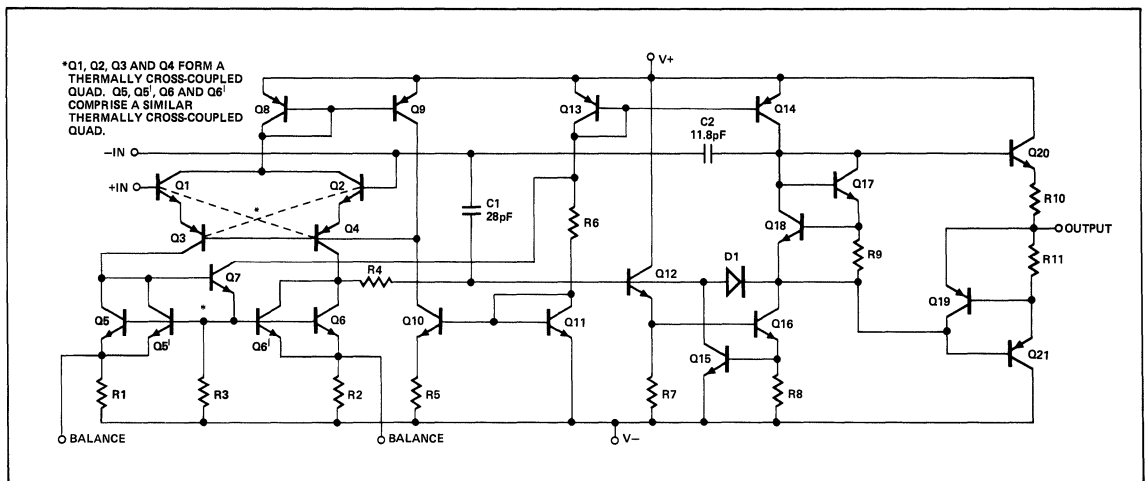 *Q1, Q2, Q3 AND Q4 FORM A
THERMALLY CROSS-COUPLED
QUAD. Q5, Q5', Q6 AND Q6'
COMPRISE A SIMILAR
THERMALLY CROSS-COUPLED
QUAD.
V+
Q8
Q9
Q13
Q14
C2
11.8pF
-IN
+IN
Q1
Q2
*
Q3
Q4
C1
28pF
R6
Q17
Q18
Q20
R10
OUTPUT
R9
R11
Q7
R4
Q12
D1
Q19
*
Q5
Q5'
Q6'
Q6
Q10
Q11
Q15
Q16
Q21
R1
R3
R2
R5
R7
R8
BALANCE
BALANCE
V-